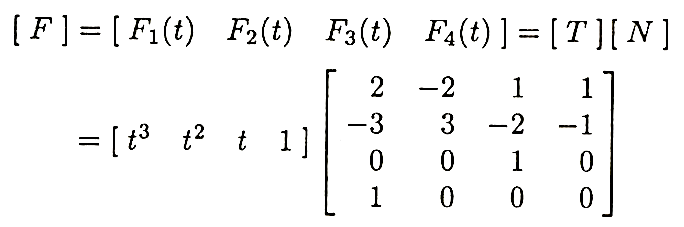 [ F ] = [ F₁(t) F₂(t) F₃(t) F₄(t) ] = [ T ][ N ]
= [ t³ t² t 1 ] [ 2 −2 1 1
−3 3 −2 −1
0 0 1 0
1 0 0 0 ]